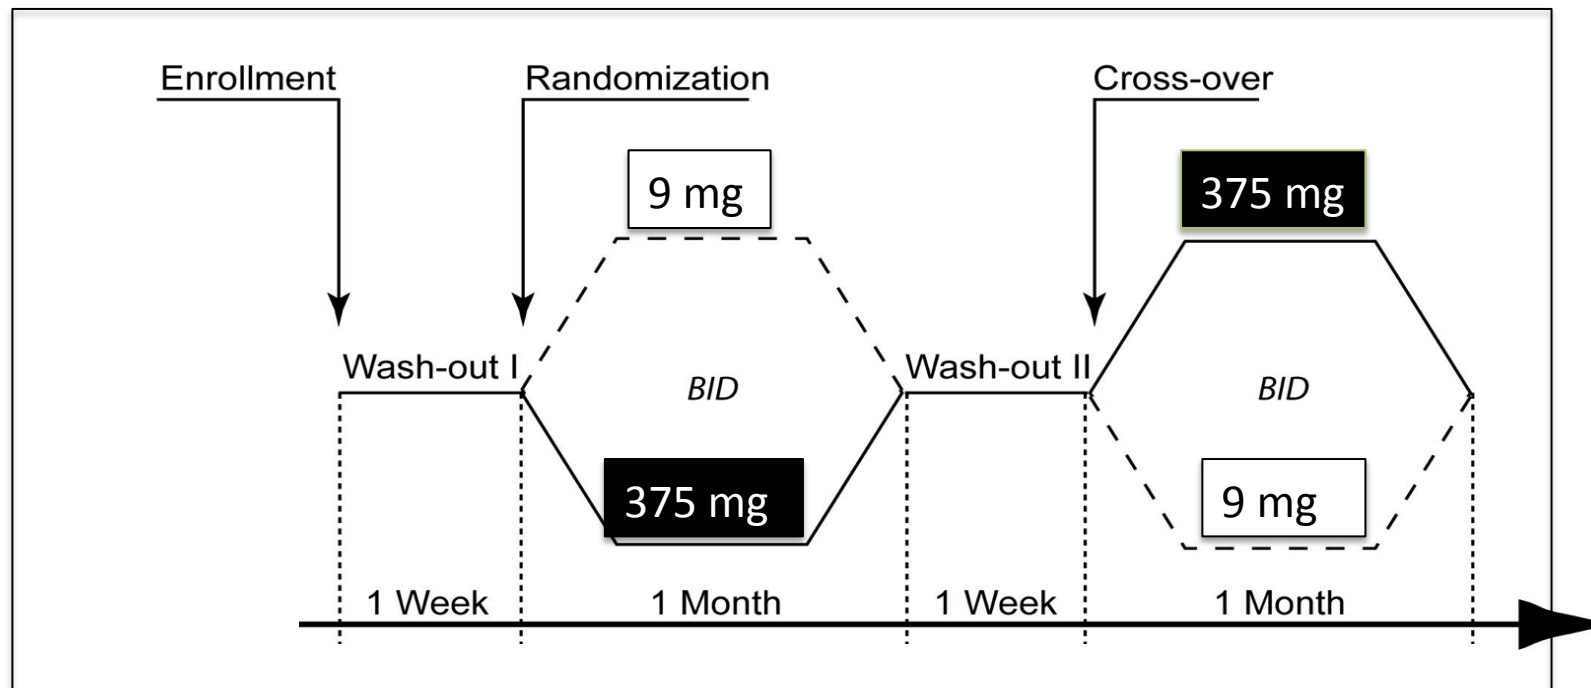 Enrollment
Randomization
Cross-over
9 mg
375 mg
Wash-out I
BID
Wash-out II
BID
375 mg
9 mg
1 Week
1 Month
1 Week
1 Month